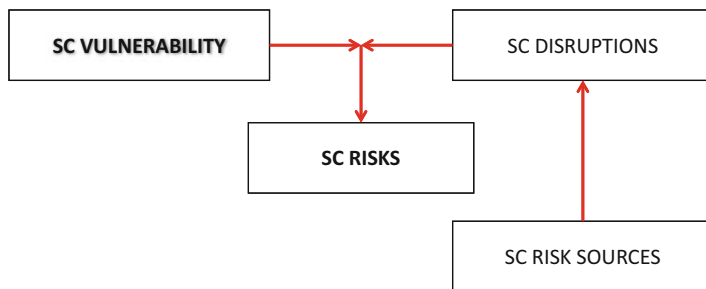 SC VULNERABILITY
SC DISRUPTIONS
SC RISKS
SC RISK SOURCES